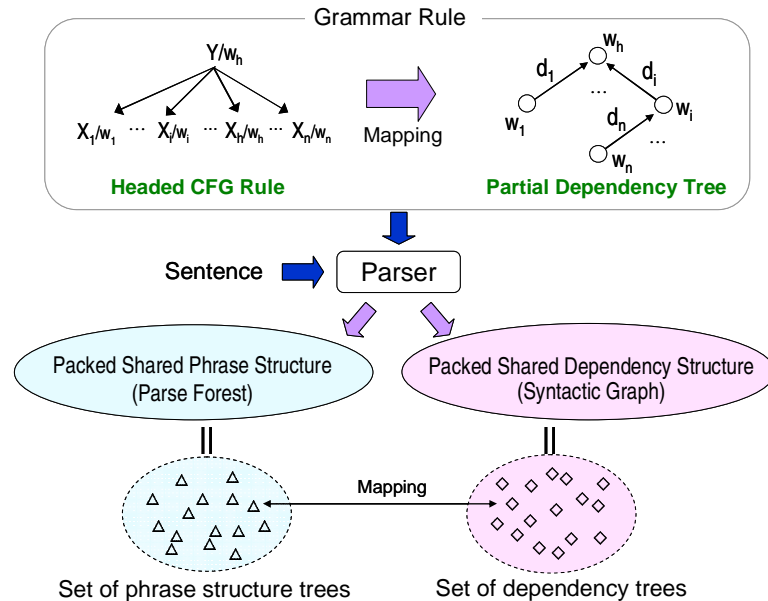 Grammar Rule
Y/wh
X1/w1 ··· Xi/wi ··· Xh/wh ··· Xn/wn
Headed CFG Rule
Mapping
wh
d1
di
...
w1
wi
dn
...
wn
Partial Dependency Tree
Sentence
Parser
Packed Shared Phrase Structure
(Parse Forest)
Packed Shared Dependency Structure
(Syntactic Graph)
Mapping
Set of phrase structure trees
Set of dependency trees